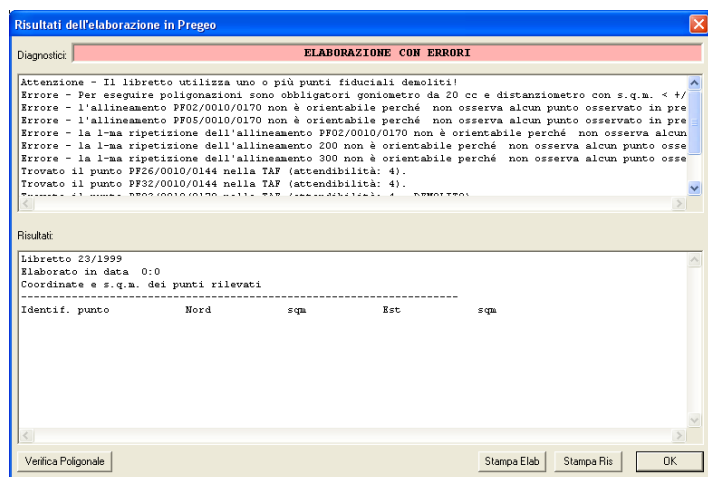 Risultati dell'elaborazione in Pregeo
Diagnostici: ELABORAZIONE CON ERRORI
Attenzione - Il libretto utilizza uno o più punti fiduciali demoliti!
Errore - Per eseguire poligonazioni sono obbligatori goniometro da 20 cc e distanziometro con s.q.m. < +/
Errore - l'allineamento PF02/0010/0170 non è orientabile perché  non osserva alcun punto osservato in pre
Errore - l'allineamento PF05/0010/0170 non è orientabile perché  non osserva alcun punto osservato in pre
Errore - la 1-ma ripetizione dell'allineamento PF02/0010/0170 non è orientabile perché  non osserva alcun
Errore - la 1-ma ripetizione dell'allineamento 200 non è orientabile perché  non osserva alcun punto osse
Errore - la 1-ma ripetizione dell'allineamento 300 non è orientabile perché  non osserva alcun punto osse
Trovato il punto PF26/0010/0144 nella TAF (attendibilità: 4).
Trovato il punto PF32/0010/0144 nella TAF (attendibilità: 4).
Risultati:
Libretto 23/1999
Elaborato in data  0:0
Coordinate e s.q.m. dei punti rilevati
--------------------------------------------------------------------------
Identif. punto Nord sqm Est sqm
Verifica Poligonale Stampa Elab Stampa Ris OK